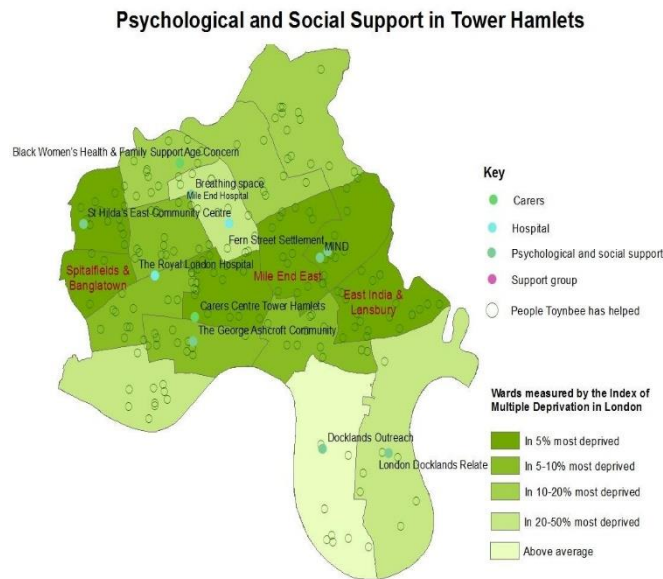 Psychological and Social Support in Tower Hamlets
Black Women's Health & Family Support Age Concern
Breathing space
Mile End Hospital
St Hilda's East Community Centre
Fern Street Settlement
MIND
Spitalfields &
Banglatown
The Royal London Hospital
Mile End East
East India &
Lansbury
Carers Centre Tower Hamlets
The George Ashcroft Community
Docklands Outreach
London Docklands Relate
Key
Carers
Hospital
Psychological and social support
Support group
People Toynbee has helped
Wards measured by the Index of
Multiple Deprivation in London
In 5% most deprived
In 5-10% most deprived
In 10-20% most deprived
In 20-50% most deprived
Above average